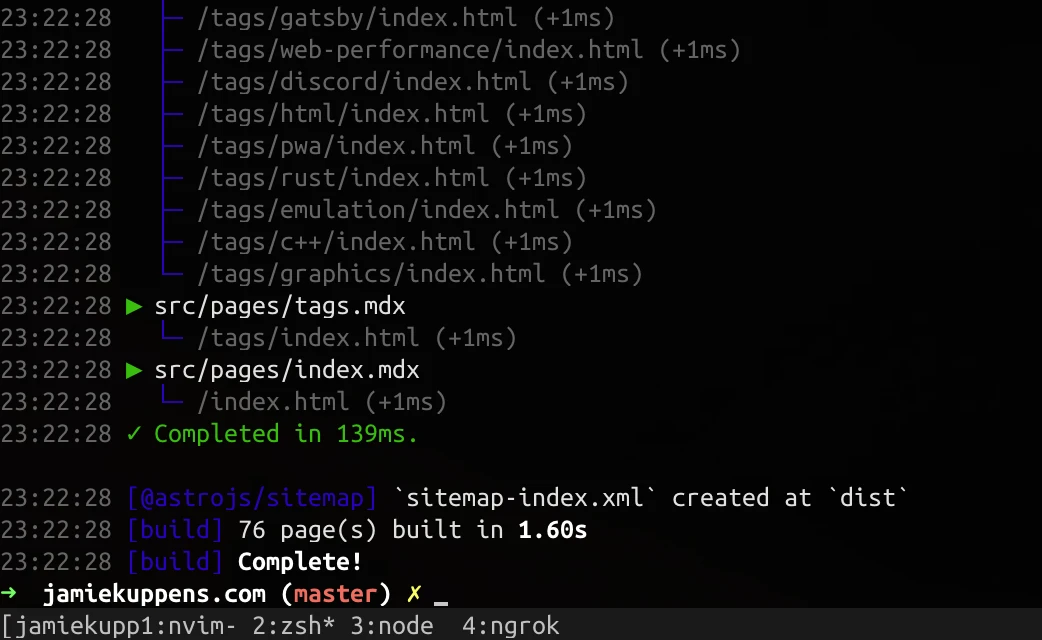 23:22:28   ├─ /tags/gatsby/index.html (+1ms)
23:22:28   ├─ /tags/web-performance/index.html (+1ms)
23:22:28   ├─ /tags/discord/index.html (+1ms)
23:22:28   ├─ /tags/html/index.html (+1ms)
23:22:28   ├─ /tags/pwa/index.html (+1ms)
23:22:28   ├─ /tags/rust/index.html (+1ms)
23:22:28   ├─ /tags/emulation/index.html (+1ms)
23:22:28   ├─ /tags/c++/index.html (+1ms)
23:22:28   └─ /tags/graphics/index.html (+1ms)
23:22:28 ▶ src/pages/tags.mdx
23:22:28   └─ /tags/index.html (+1ms)
23:22:28 ▶ src/pages/index.mdx
23:22:28   └─ /index.html (+1ms)
23:22:28 ✓ Completed in 139ms.
23:22:28 [@astrojs/sitemap] `sitemap-index.xml` created at `dist`
23:22:28 [build] 76 page(s) built in 1.60s
23:22:28 [build] Complete!
➜  jamiekuppens.com (master) ✗ _
[jamiekupp1:nvim- 2:zsh* 3:node  4:ngrok